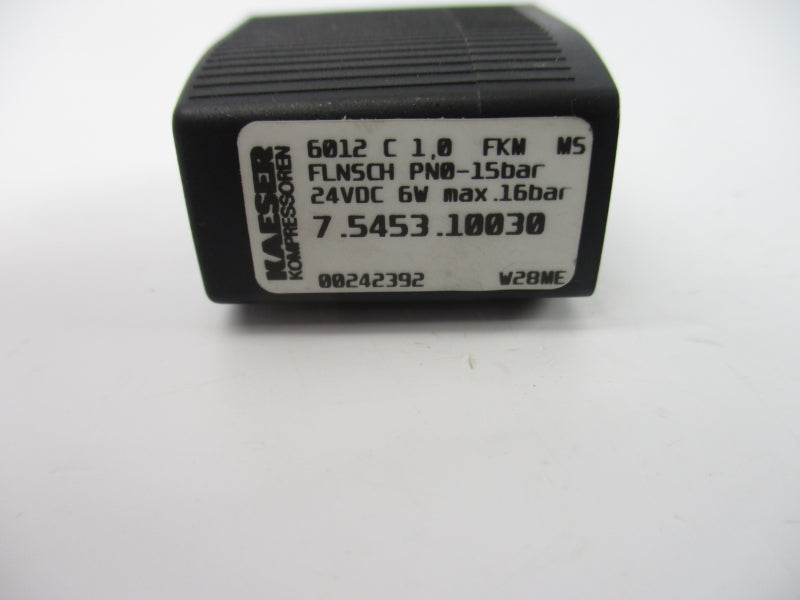 KAESER
KOMPRESSOREN
6012 C 1,0 FKM MS
FLNSCH PN0-15bar
24VDC 6W max.16bar
7.5453.10030
00242392 W28ME